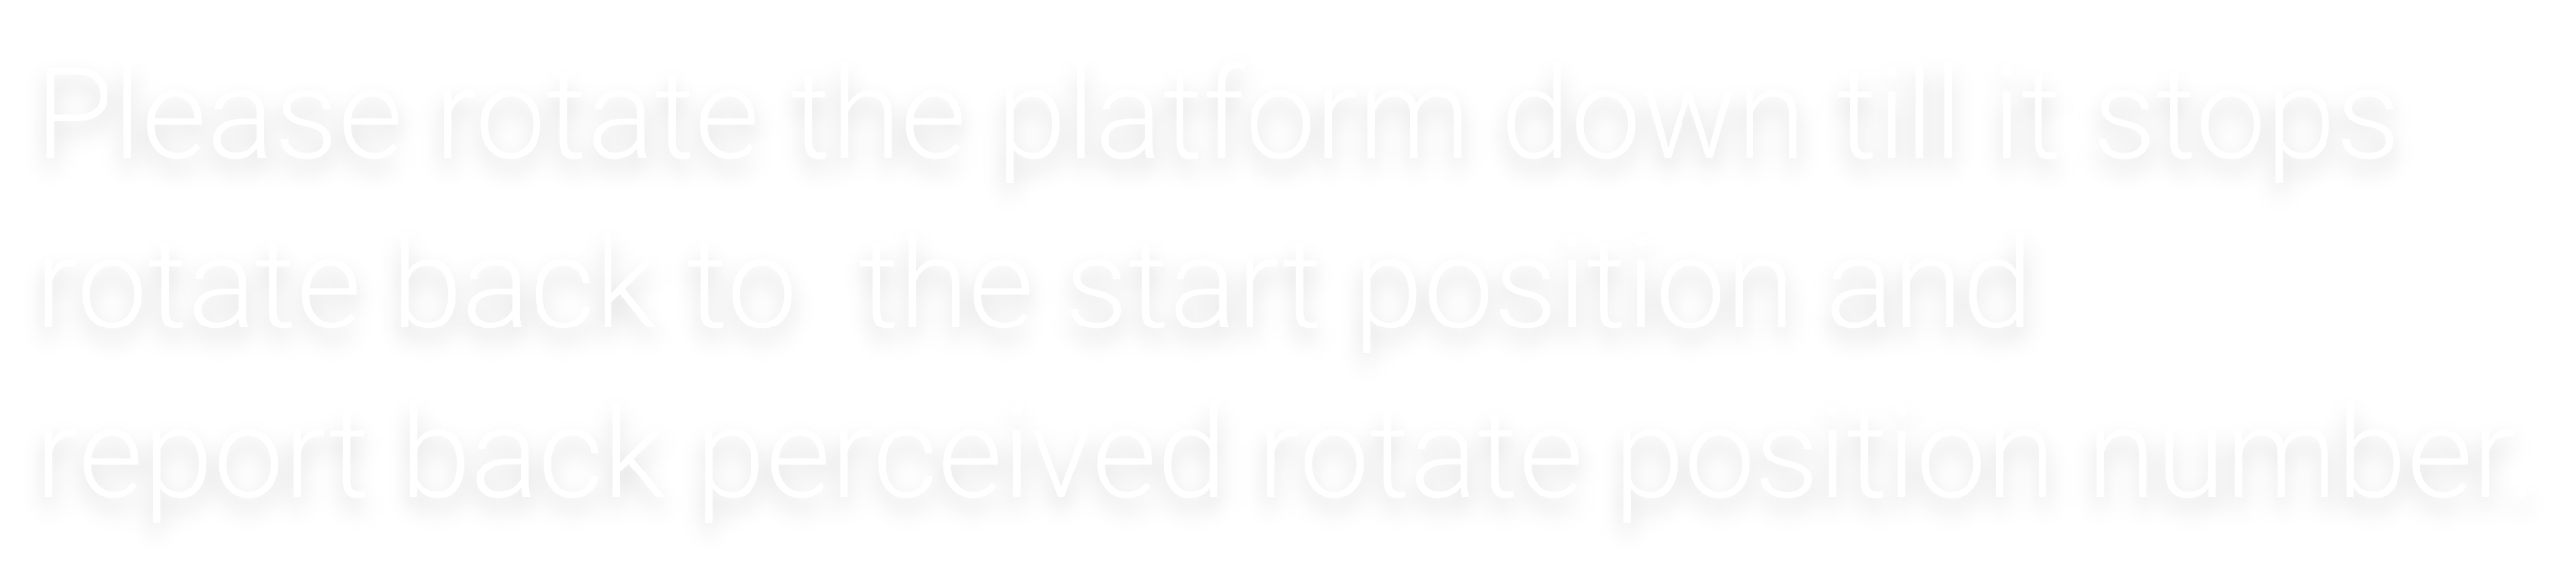 Please rotate the platform down till it stops
rotate back to  the start position and
report back perceived rotate position number.